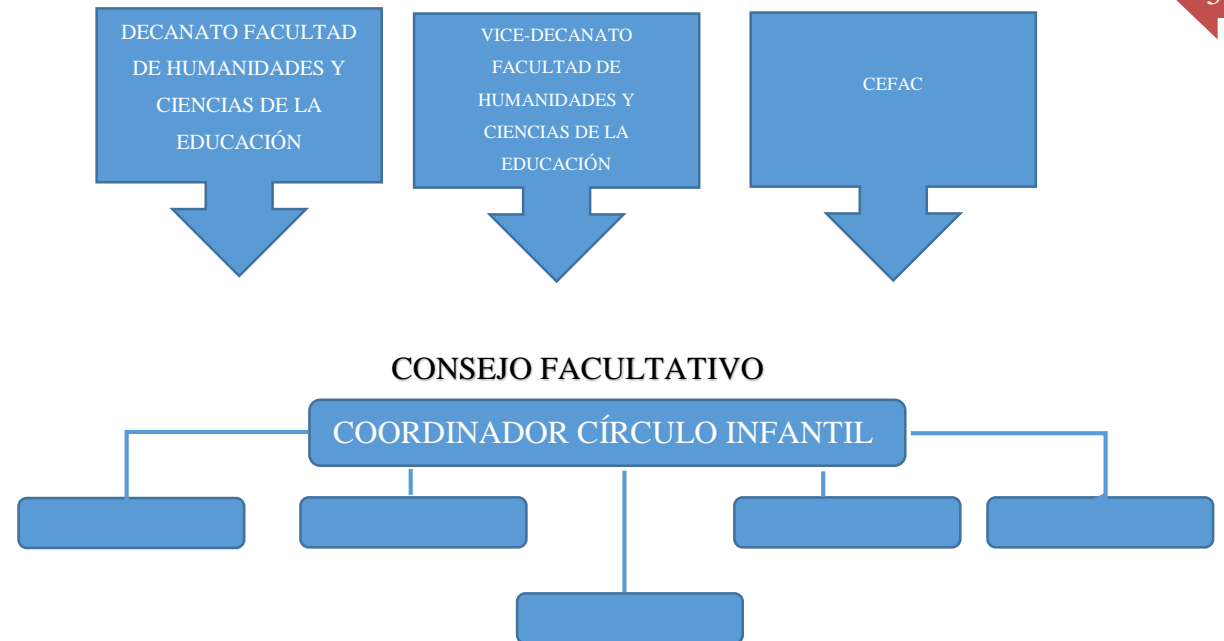 DECANATO FACULTAD
DE HUMANIDADES Y
CIENCIAS DE LA
EDUCACIÓN
VICE-DECANATO
FACULTAD DE
HUMANIDADES Y
CIENCIAS DE LA
EDUCACIÓN
CEFAC
CONSEJO FACULTATIVO
COORDINADOR CÍRCULO INFANTIL